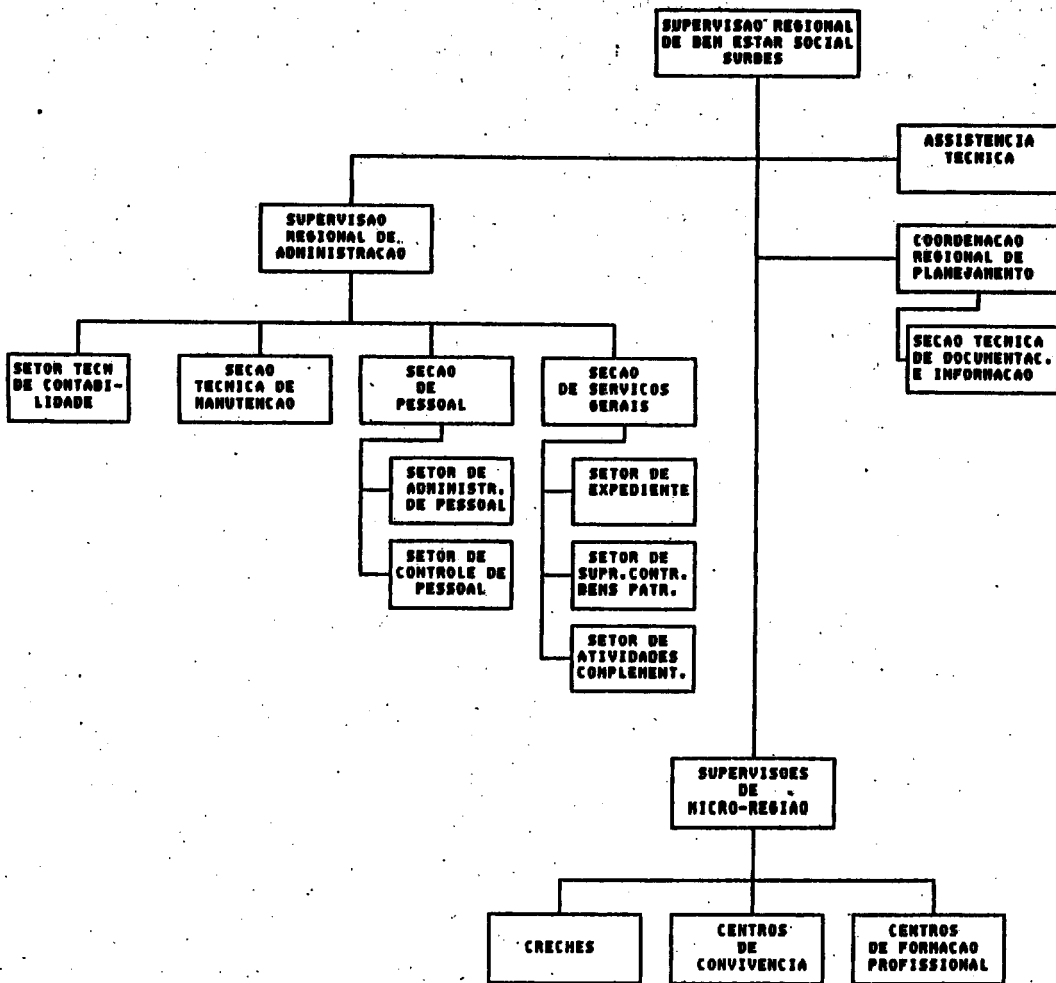 SUPERVISAO REGIONAL
DE BEM ESTAR SOCIAL
SURBES
ASSISTENCIA
TECNICA
SUPERVISAO
REGIONAL DE
ADMINISTRACAO
COORDENACAO
REGIONAL DE
PLANEJAMENTO
SECAO TECNICA
DE DOCUMENTAC.
E INFORMACAO
SETOR TECN
DE CONTABI-
LIDADE
SECAO
TECNICA DE
MANUTENCAO
SECAO
DE
PESSOAL
SECAO
DE SERVICOS
GERAIS
SETOR DE
ADMINISTR.
DE PESSOAL
SETOR DE
CONTROLE DE
PESSOAL
SETOR DE
EXPEDIENTE
SETOR DE
SUPR.CONTR.
BENS PATR.
SETOR DE
ATIVIDADES
COMPLEMENT.
SUPERVISOES
DE
MICRO-REGIAO
CRECHES
CENTROS
DE
CONVIVENCIA
CENTROS
DE FORMACAO
PROFISSIONAL